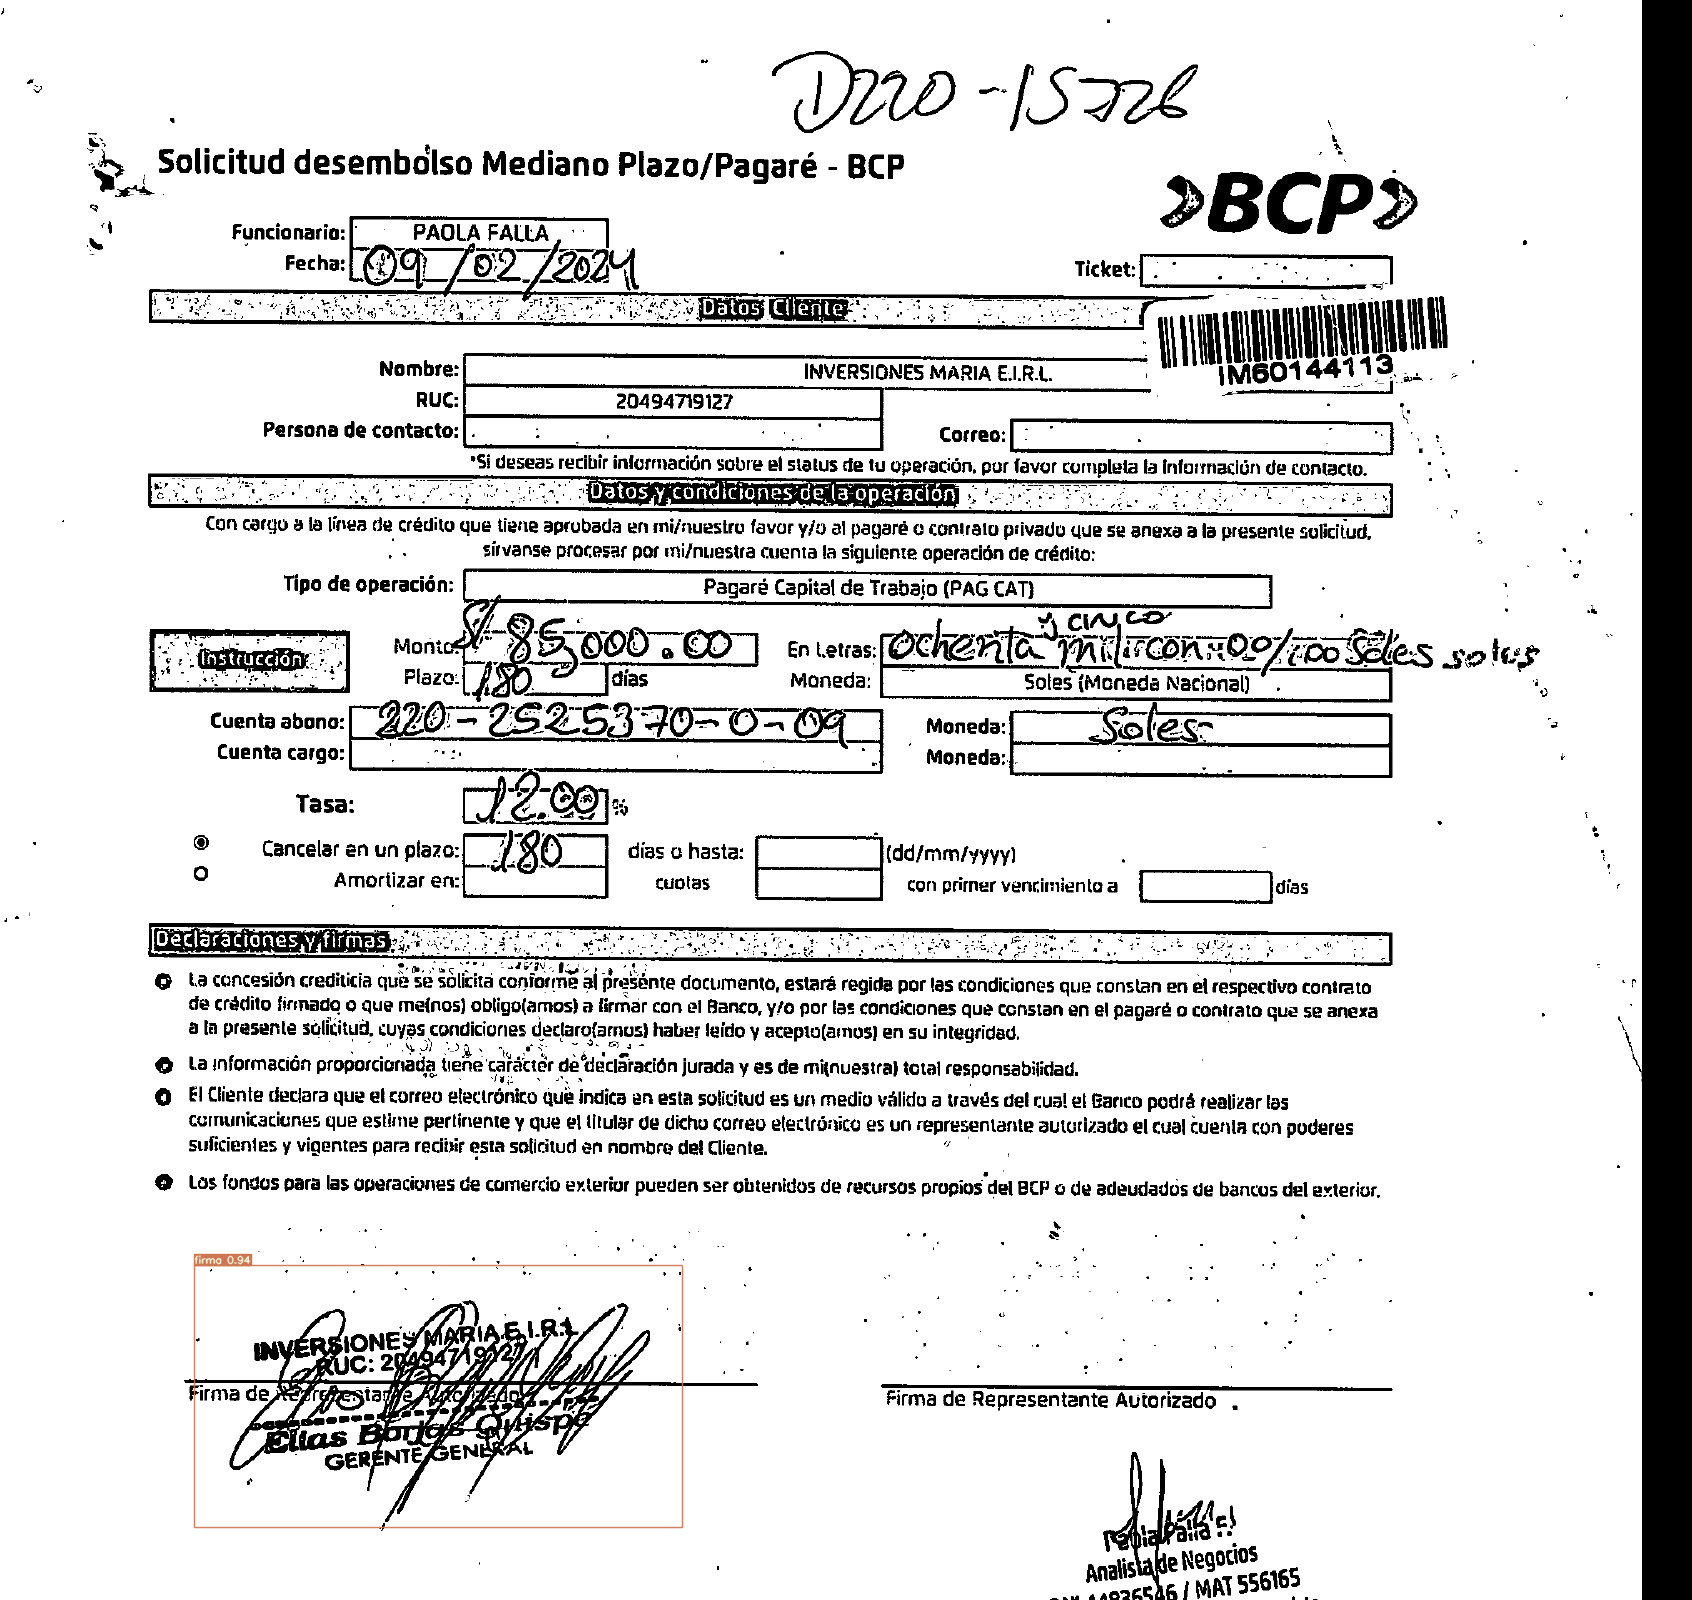 D220-15726
Solicitud desembolso Mediano Plazo/Pagaré - BCP
BCP
Funcionario: PAOLA FALLA
Fecha: 09/02/2024
Ticket:
Datos Cliente
IM60144113
Nombre: INVERSIONES MARIA E.I.R.L.
RUC: 20494719127
Persona de contacto: Correo:
*Si deseas recibir información sobre el status de tu operación, por favor completa la información de contacto.
Datos y condiciones de la operación
Con cargo a la línea de crédito que tiene aprobada en mi/nuestro favor y/o al pagaré o contrato privado que se anexa a la presente solicitud,
sírvanse procesar por mi/nuestra cuenta la siguiente operación de crédito:
Tipo de operación: Pagaré Capital de Trabajo (PAG CAT)
y cinco
Instrucción
Monto: S/ 85,000.00 En Letras: Ochenta mil con 00/100 Soles soles
Plazo: 180 días Moneda: Soles (Moneda Nacional)
Cuenta abono: 220-2525370-0-09 Moneda: Soles
Cuenta cargo: Moneda:
Tasa: 12.00 %
Cancelar en un plazo: 180 días o hasta: (dd/mm/yyyy)
Amortizar en: cuotas con primer vencimiento a días
Declaraciones y firmas
La concesión crediticia que se solicita conforme al presente documento, estará regida por las condiciones que constan en el respectivo contrato
de crédito firmado o que me(nos) obligo(amos) a firmar con el Banco, y/o por las condiciones que constan en el pagaré o contrato que se anexa
a la presente solicitud, cuyas condiciones declaro(amos) haber leído y acepto(amos) en su integridad.
La información proporcionada tiene carácter de declaración jurada y es de mi(nuestra) total responsabilidad.
El Cliente declara que el correo electrónico que indica en esta solicitud es un medio válido a través del cual el Banco podrá realizar las
comunicaciones que estime pertinente y que el titular de dicho correo electrónico es un representante autorizado el cual cuenta con poderes
suficientes y vigentes para recibir esta solicitud en nombre del Cliente.
Los fondos para las operaciones de comercio exterior pueden ser obtenidos de recursos propios del BCP o de adeudados de bancos del exterior.
firma 0.94
INVERSIONES MARIA E.I.R.L
RUC: 20494719127
Firma de Representante Autorizado
Elias Borjas Quispe
GERENTE GENERAL
Firma de Representante Autorizado
Paola Falla F.
Analista de Negocios
14836546 / MAT 556165